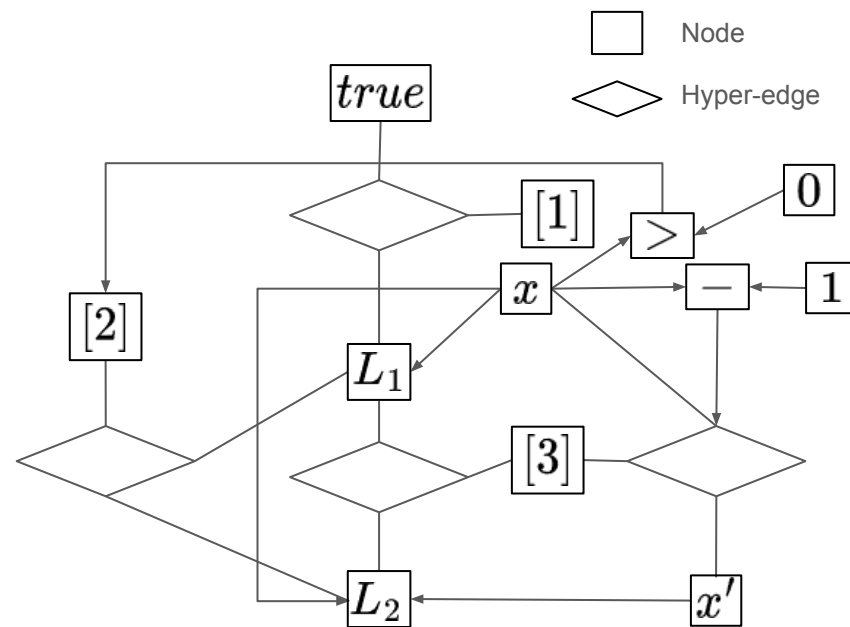 Node
Hyper-edge
true
[1]
0
>
x
−
1
[2]
L₁
[3]
L₂
x′